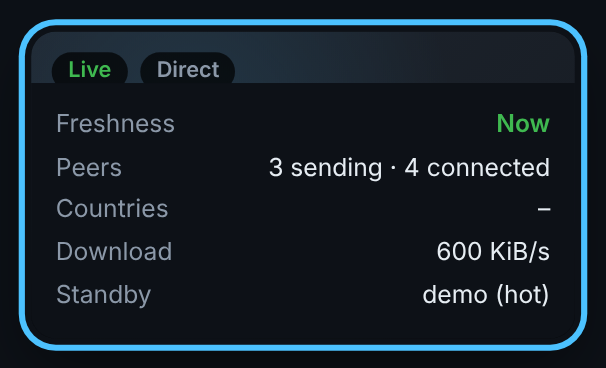 Live Direct
Freshness Now
Peers 3 sending · 4 connected
Countries –
Download 600 KiB/s
Standby demo (hot)